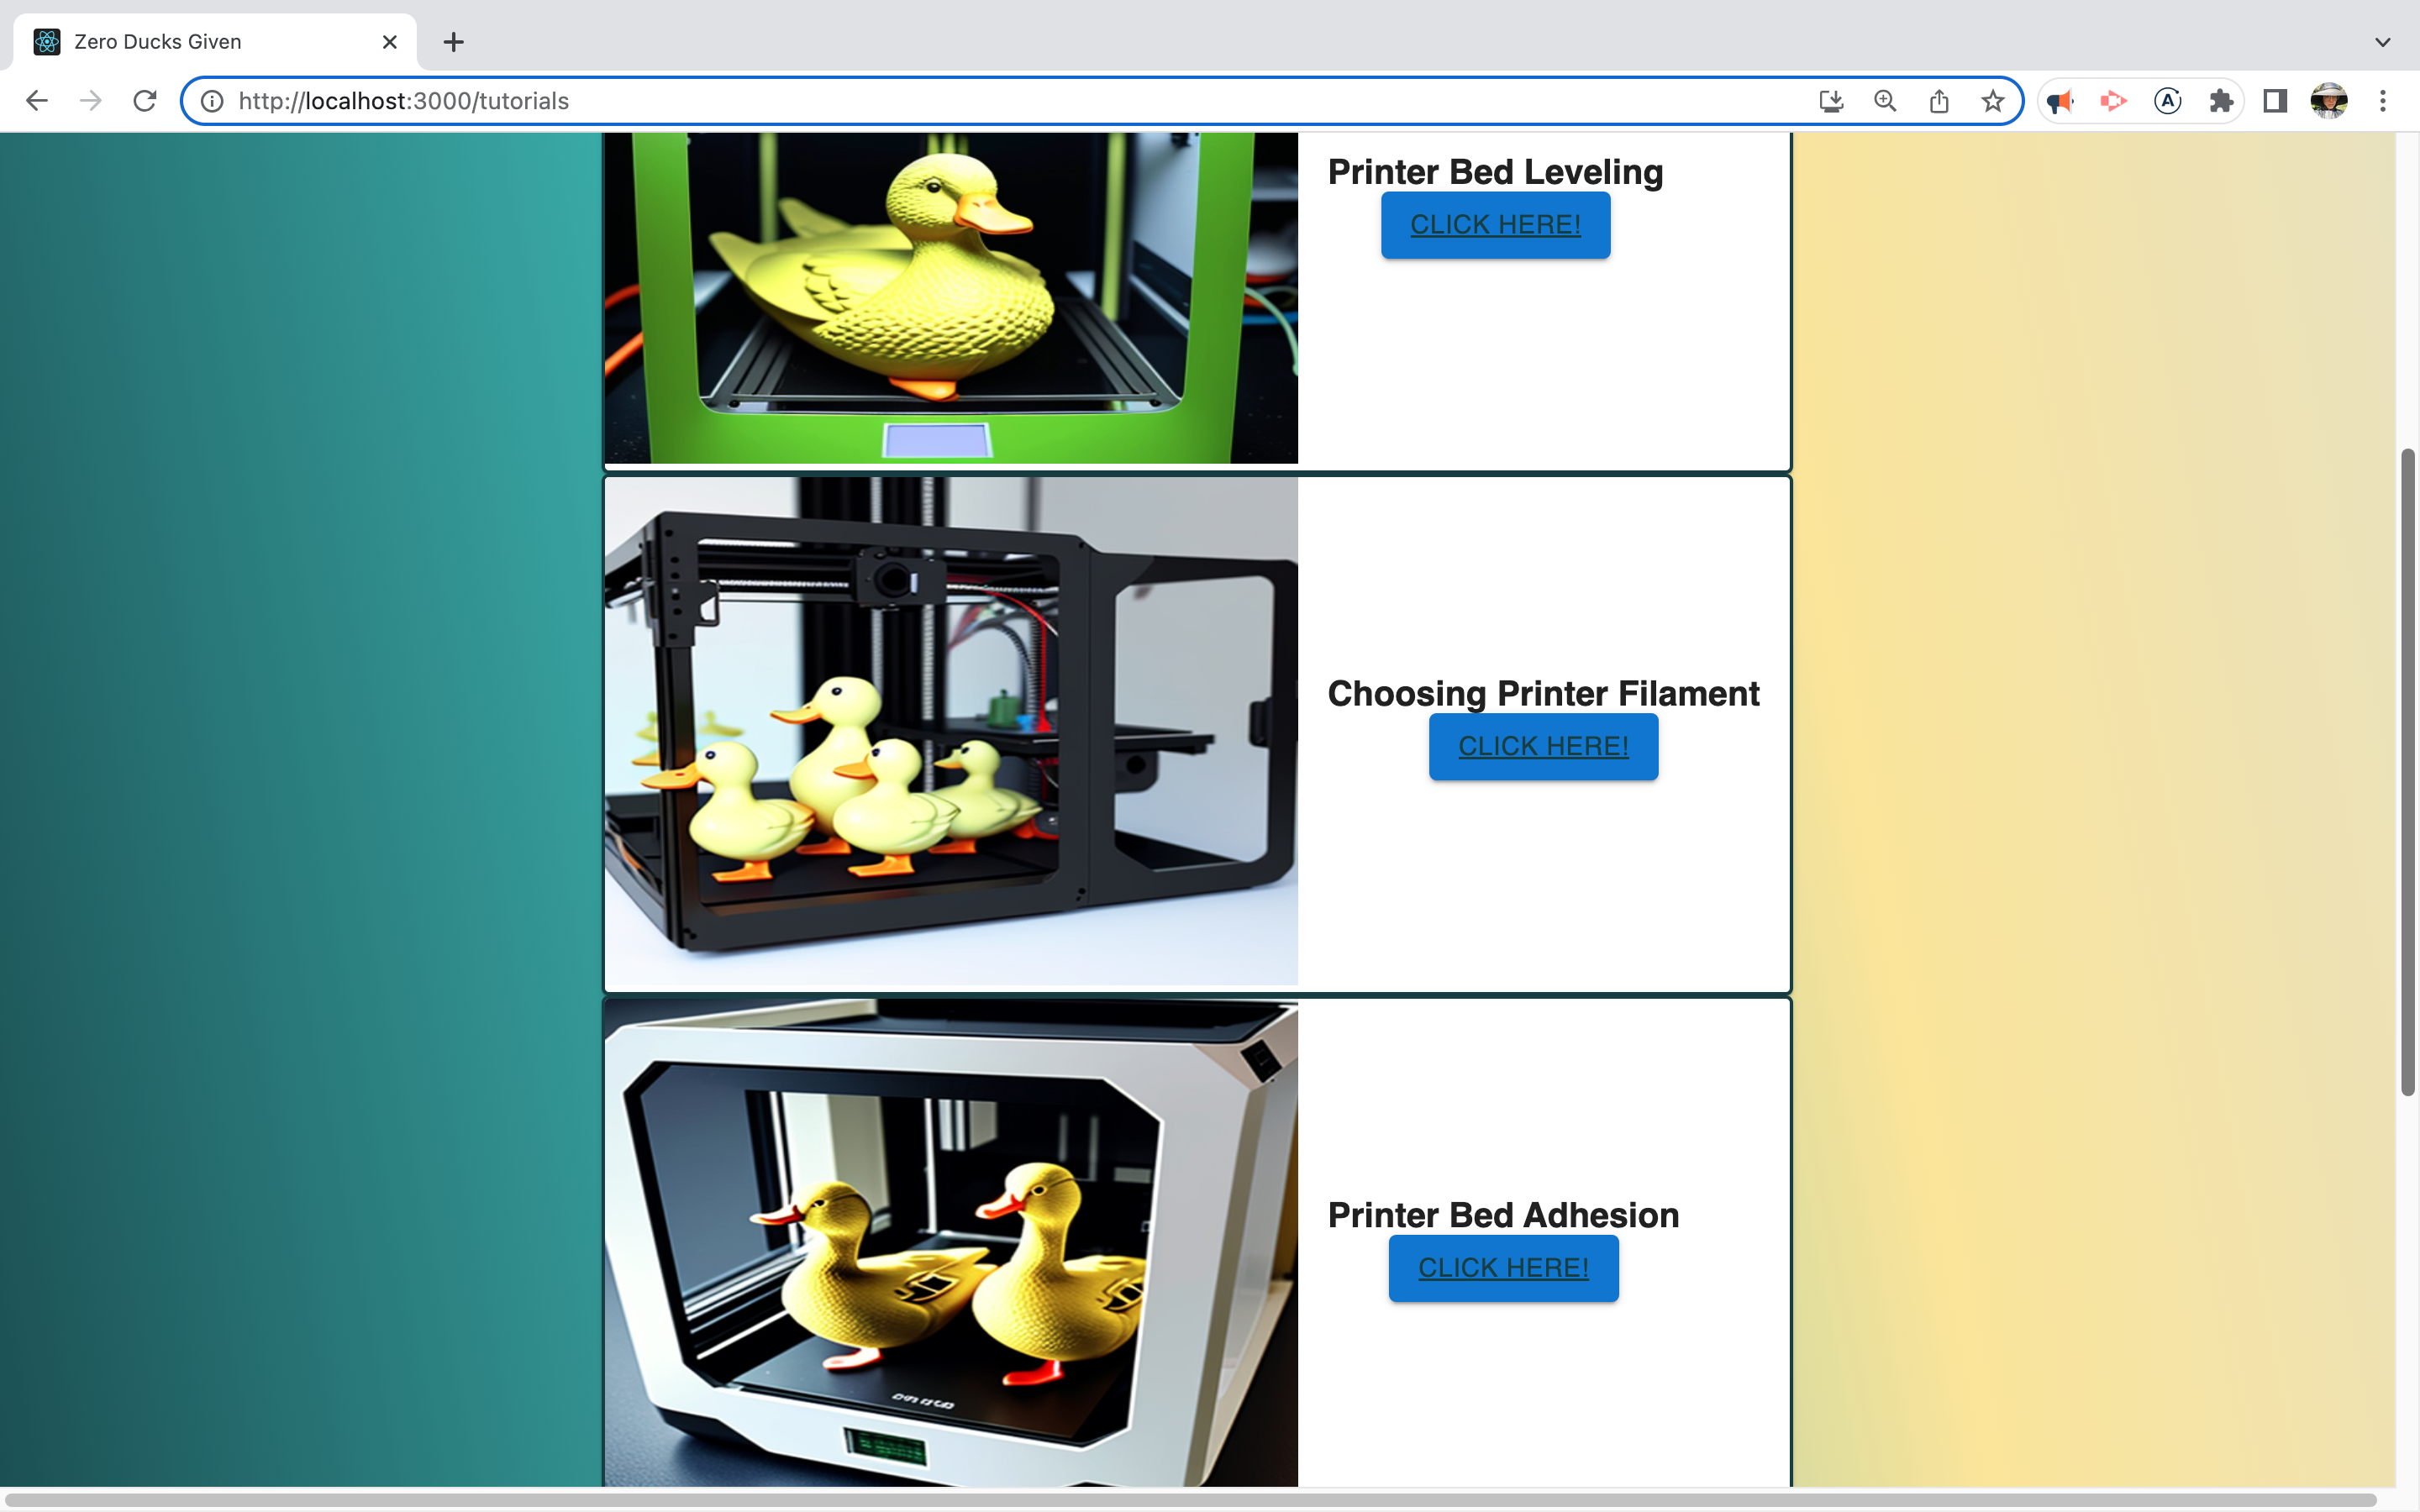 Zero Ducks Given
http://localhost:3000/tutorials
Printer Bed Leveling
CLICK HERE!
Choosing Printer Filament
CLICK HERE!
Printer Bed Adhesion
CLICK HERE!